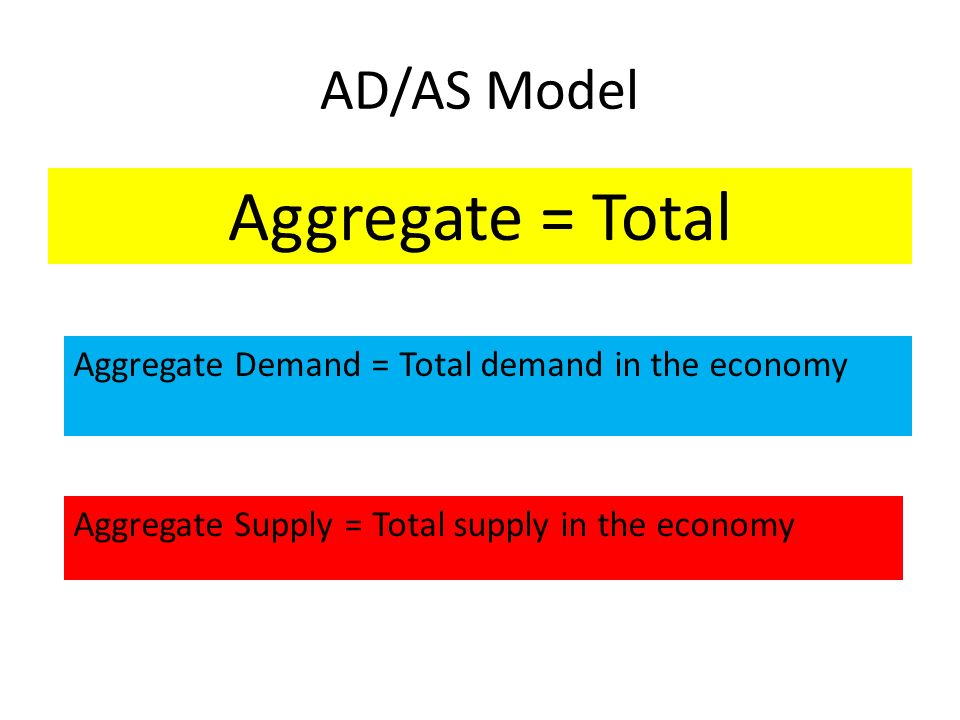 AD/AS Model
Aggregate = Total
Aggregate Demand = Total demand in the economy
Aggregate Supply = Total supply in the economy